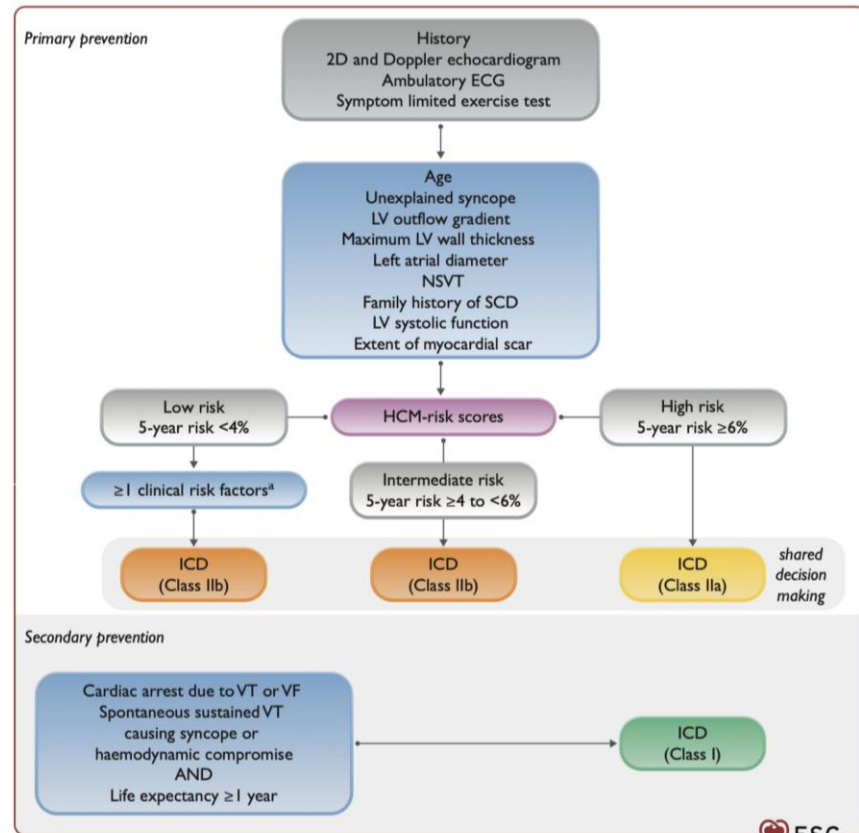 Primary prevention
History
2D and Doppler echocardiogram
Ambulatory ECG
Symptom limited exercise test
Age
Unexplained syncope
LV outflow gradient
Maximum LV wall thickness
Left atrial diameter
NSVT
Family history of SCD
LV systolic function
Extent of myocardial scar
Low risk
5-year risk <4%
HCM-risk scores
High risk
5-year risk ≥6%
≥1 clinical risk factorsᵃ
Intermediate risk
5-year risk ≥4 to <6%
ICD
(Class IIb)
ICD
(Class IIb)
ICD
(Class IIa)
shared
decision
making
Secondary prevention
Cardiac arrest due to VT or VF
Spontaneous sustained VT
causing syncope or
haemodynamic compromise
AND
Life expectancy ≥1 year
ICD
(Class I)
ESC